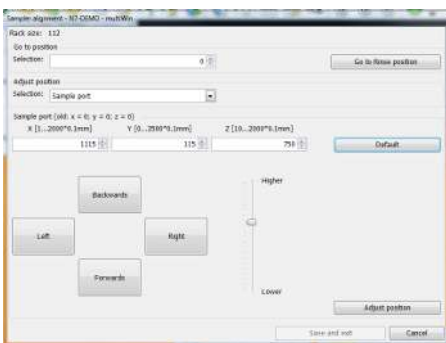 Sampler alignment - N7-DEMO - multiWin
Rack size: 112
Go to position
Selection: 0 Go to Rinse position
Adjust position
Selection: Sample port
Sample port (old: x = 0; y = 0; z = 0)
X [1...2000*0.1mm] Y [0...3500*0.1mm] Z [10...2000*0.1mm]
1115 115 750 Default
Backwards
Higher
Left Right
Forwards
Lower
Adjust position
Save and exit Cancel